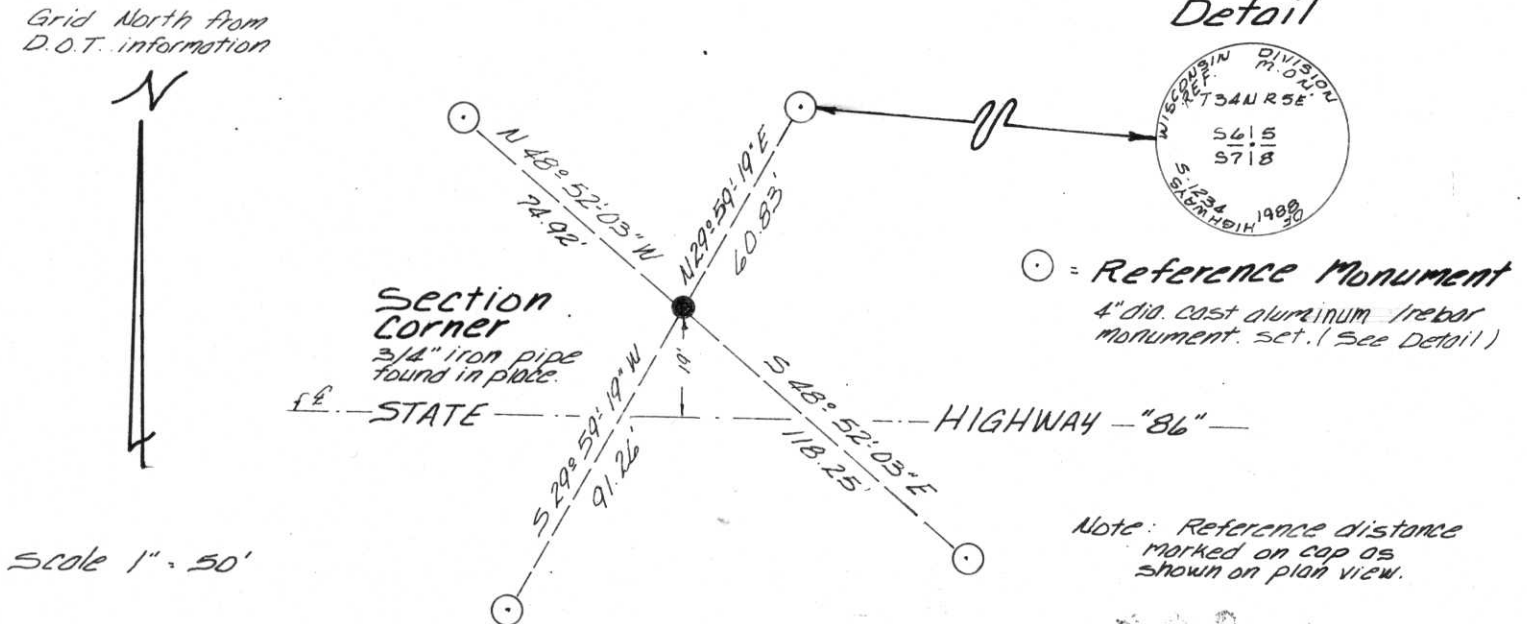 Grid North from
D.O.T. information
N
Detail
WISCONSIN DIVISION
REF. MON.
T34N R5E
S6|5
S7|8
S.1234 1988
HIGHWAYS
N 48° 52' 03" W
74.92'
N 29° 59' 19" E
60.83'
= Reference Monument
4" dia. cast aluminum / rebar
monument. set. (See Detail)
Section
Corner
3/4" iron pipe
found in place.
STATE HIGHWAY "86"
S 29° 59' 19" W
91.26'
S 48° 52' 03" E
118.25'
Scale 1" = 50'
Note: Reference distance
marked on cap as
shown on plan view.